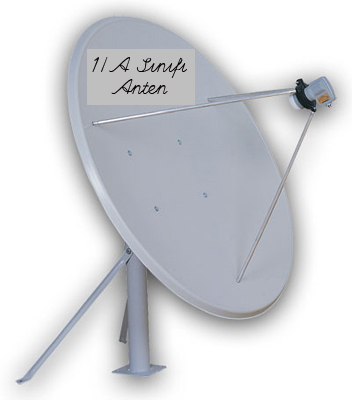 1/A Sınıfı
Anten